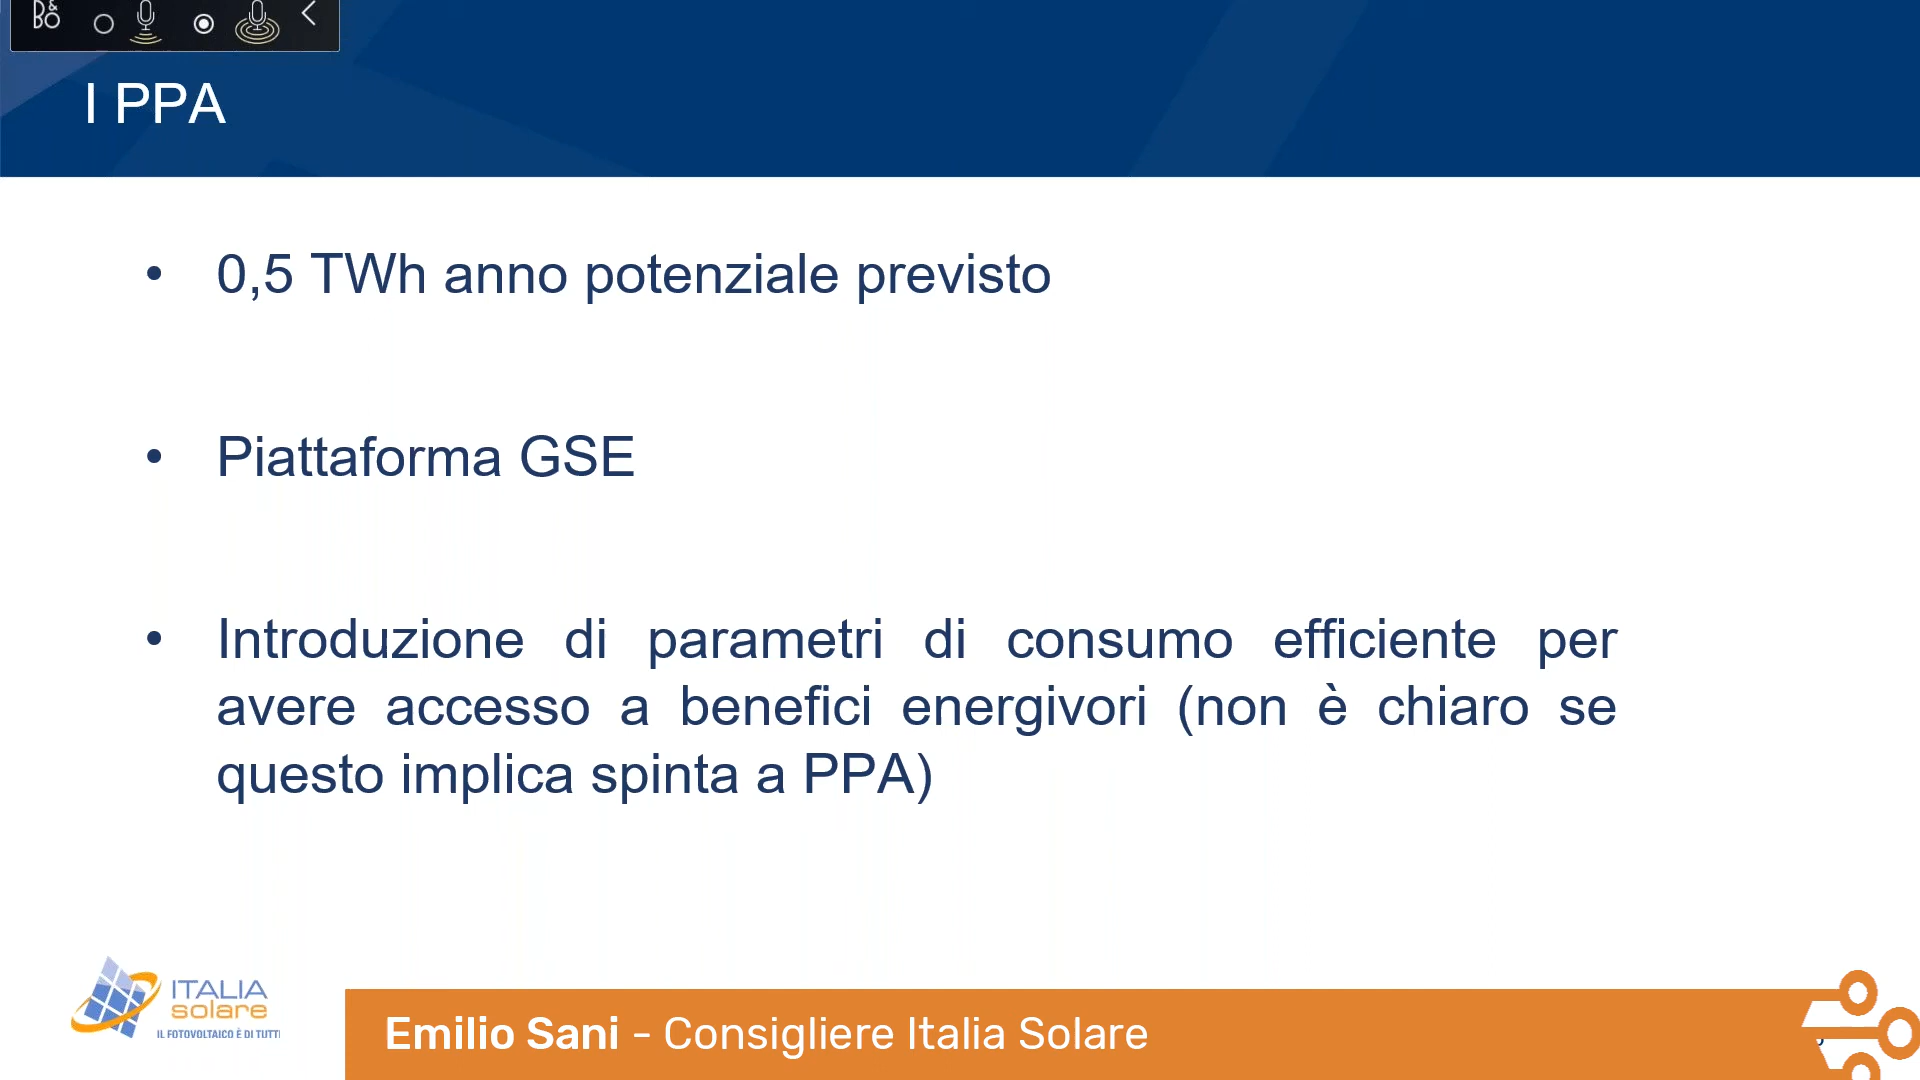 B&O
I PPA
• 0,5 TWh anno potenziale previsto
• Piattaforma GSE
• Introduzione di parametri di consumo efficiente per
avere accesso a benefici energivori (non è chiaro se
questo implica spinta a PPA)
ITALIA
solare
IL FOTOVOLTAICO È DI TUTTI
Emilio Sani - Consigliere Italia Solare